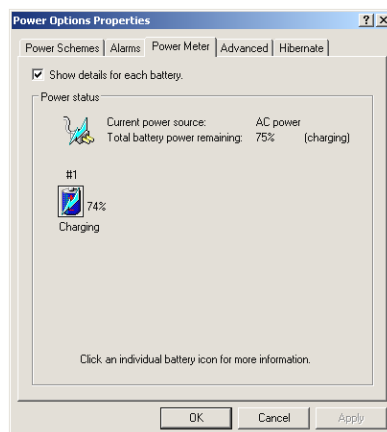 Power Options Properties
Power Schemes Alarms Power Meter Advanced Hibernate
Show details for each battery.
Power status
Current power source: AC power
Total battery power remaining: 75% (charging)
#1
74%
Charging
Click an individual battery icon for more information.
OK Cancel Apply